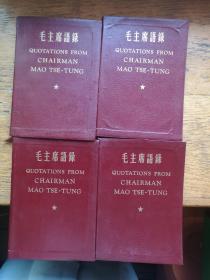 毛主席語錄
QUOTATIONS FROM
CHAIRMAN
MAO TSE-TUNG
毛主席語錄
QUOTATIONS FROM
CHAIRMAN
MAO TSE-TUNG
毛主席語錄
QUOTATIONS FROM
CHAIRMAN
MAO TSE-TUNG
毛主席語錄
QUOTATIONS FROM
CHAIRMAN
MAO TSE-TUNG